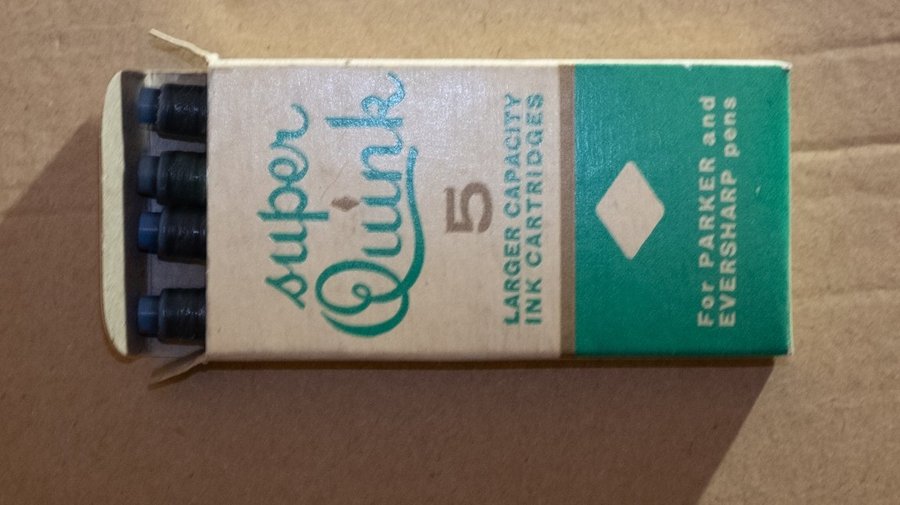 super
Quink
5
LARGER CAPACITY
INK CARTRIDGES
For PARKER and
EVERSHARP pens